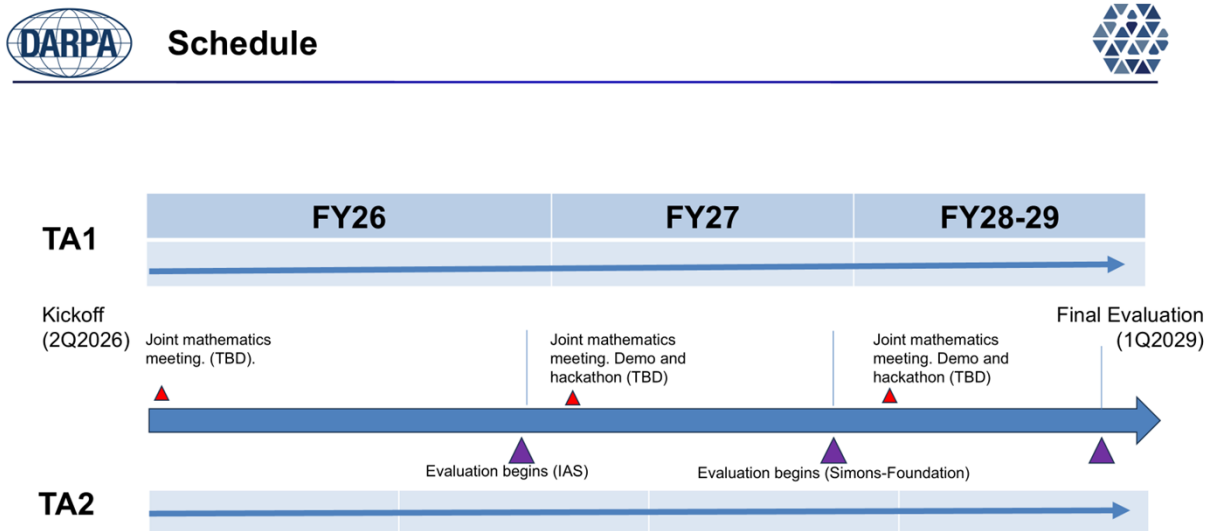 DARPA
Schedule
TA1
FY26
FY27
FY28-29
Kickoff
(2Q2026)
Joint mathematics
meeting. (TBD).
Joint mathematics
meeting. Demo and
hackathon (TBD)
Joint mathematics
meeting. Demo and
hackathon (TBD)
Final Evaluation
(1Q2029)
Evaluation begins (IAS)
Evaluation begins (Simons-Foundation)
TA2